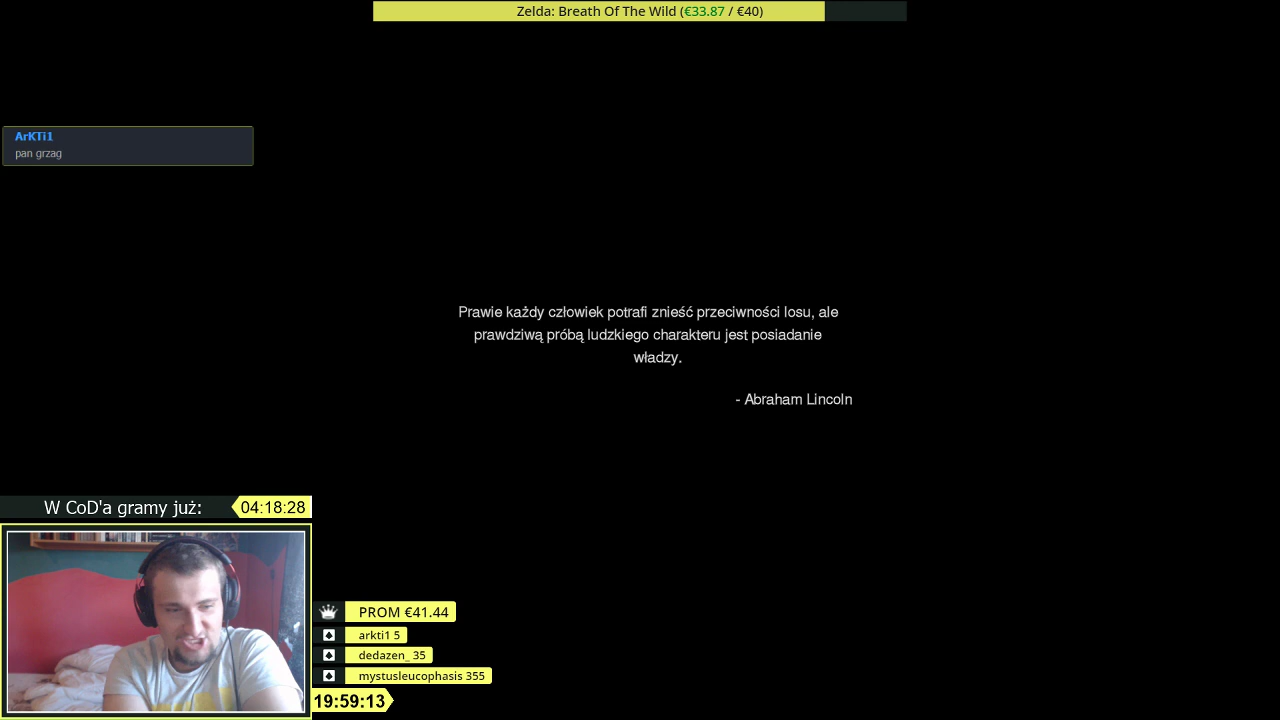 Zelda: Breath Of The Wild (€33.87 / €40)
ArKTi1
pan grzag
Prawie każdy człowiek potrafi znieść przeciwności losu, ale
prawdziwą próbą ludzkiego charakteru jest posiadanie
władzy.
- Abraham Lincoln
W CoD'a gramy już: 04:18:28
PROM €41.44
arkti1 5
dedazen_ 35
mystusleucophasis 355
19:59:13